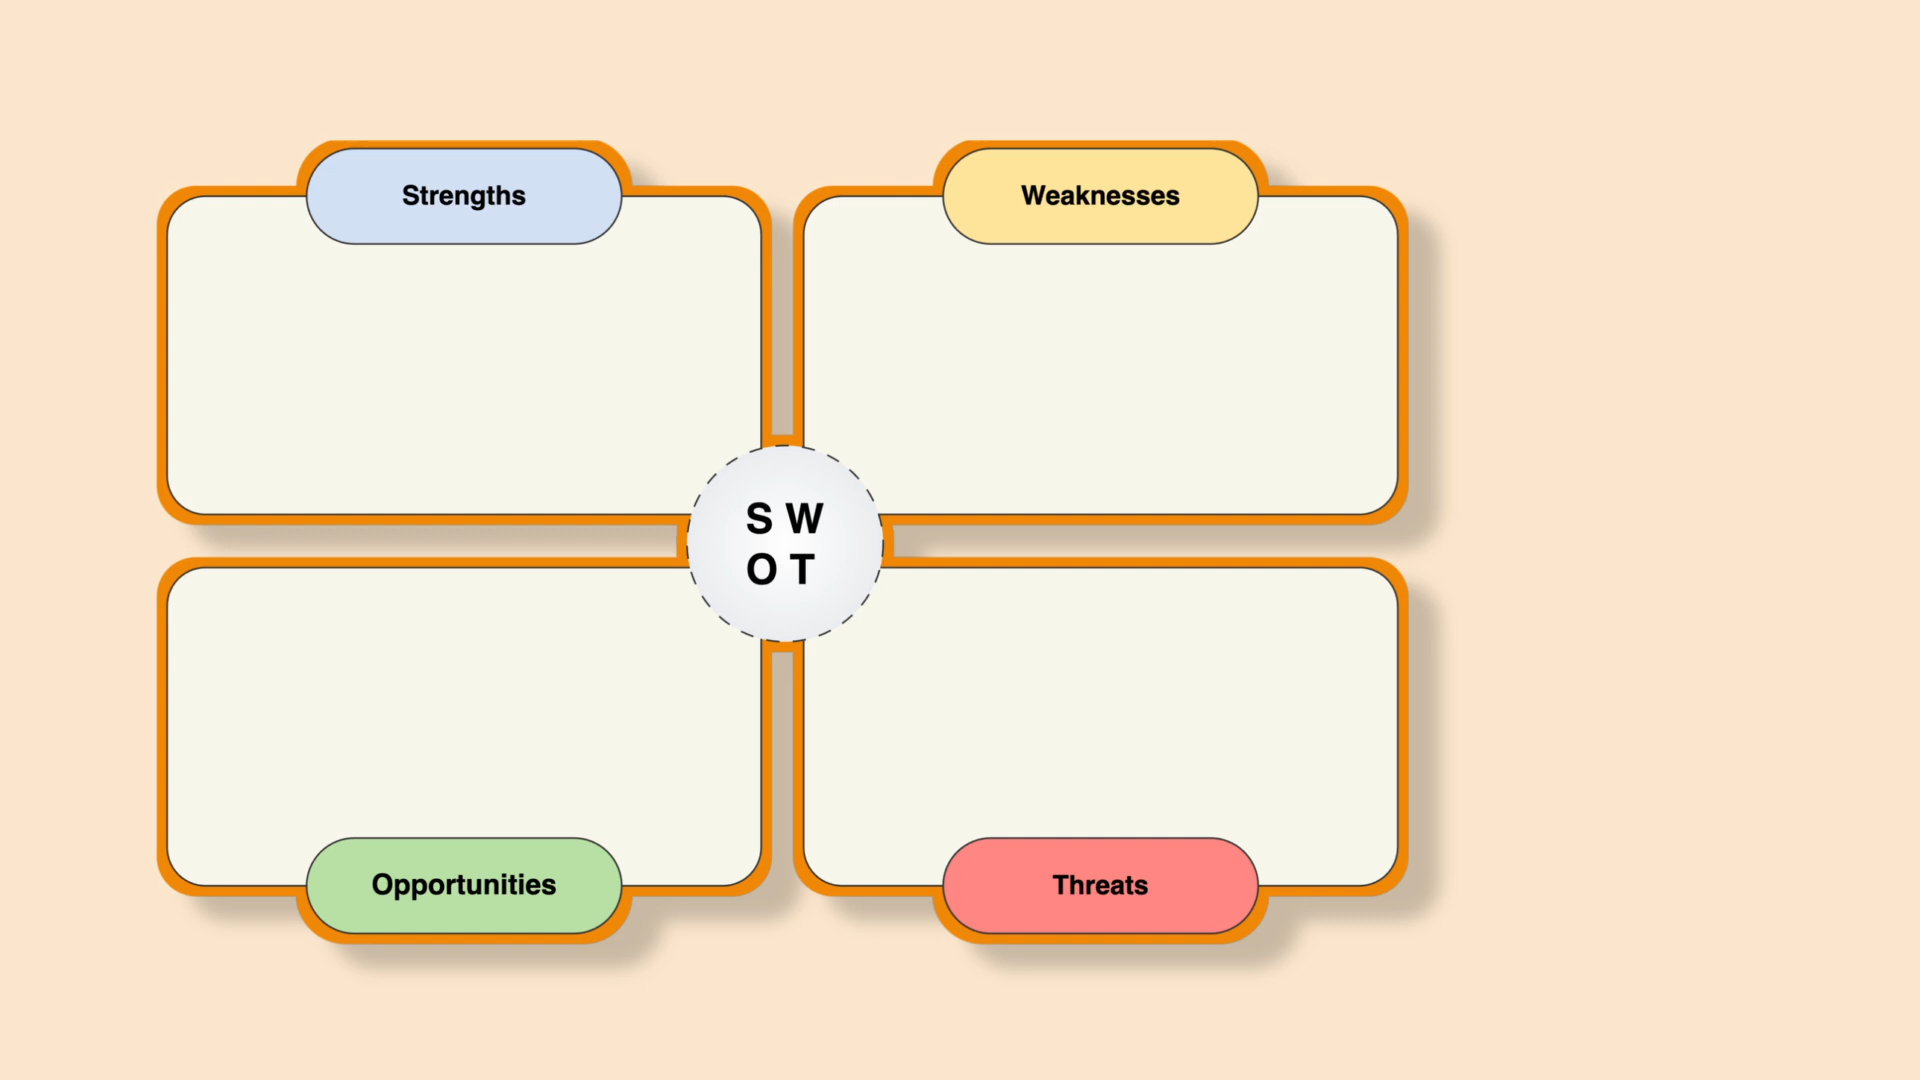 Strengths
Weaknesses
S W
O T
Opportunities
Threats